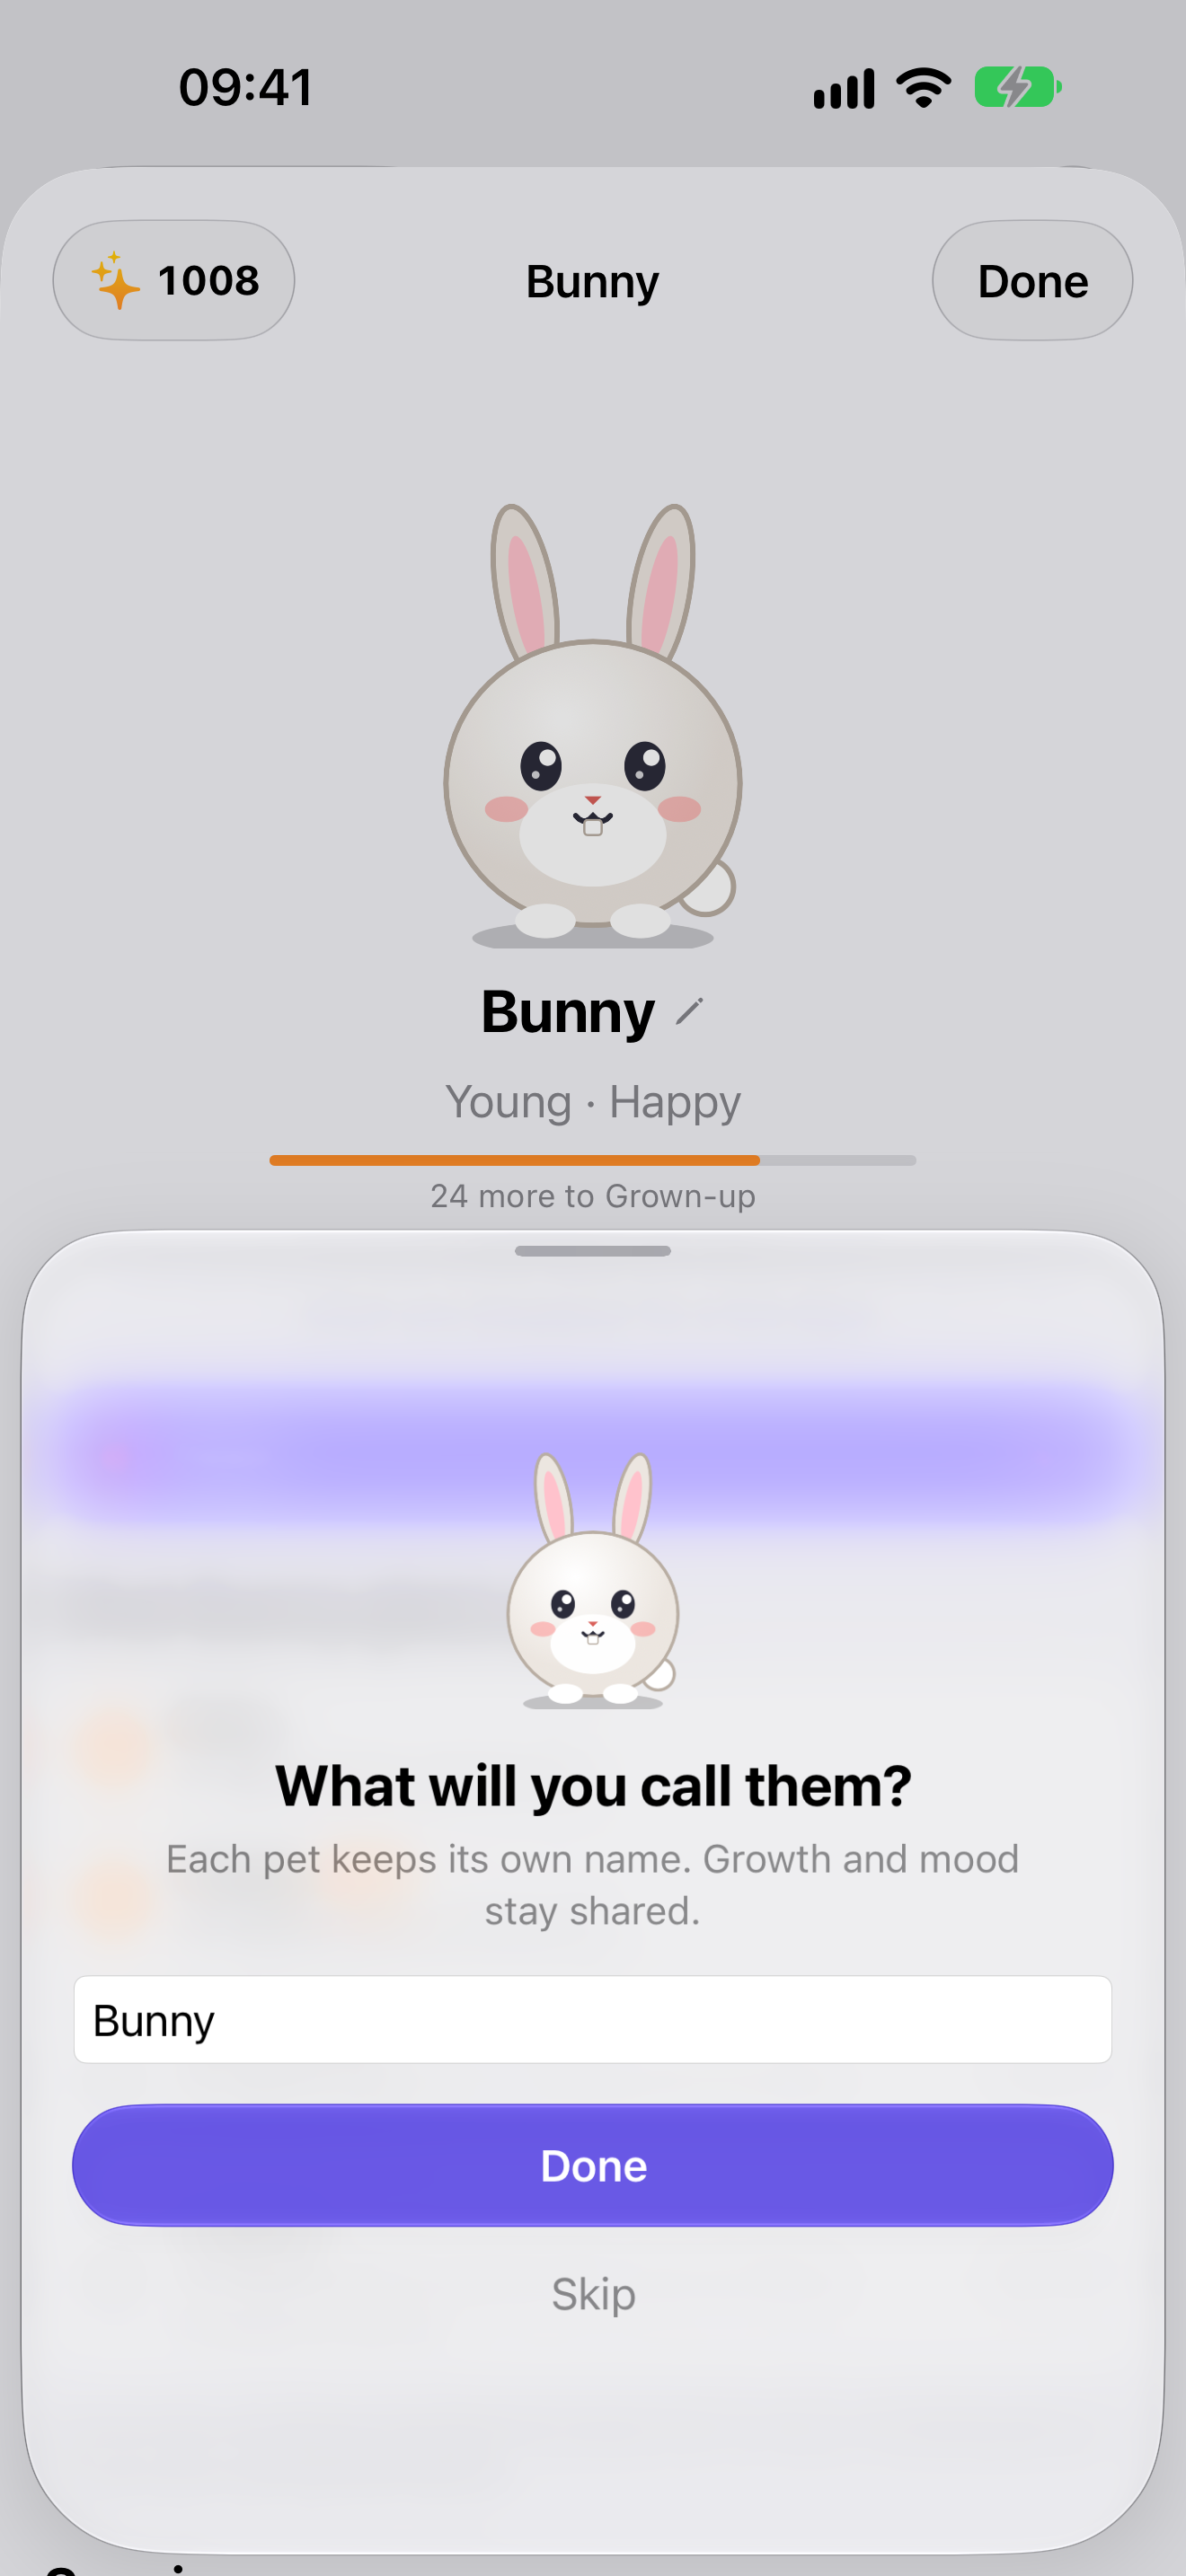 09:41
1008
Bunny
Done
Bunny
Young · Happy
24 more to Grown-up
What will you call them?
Each pet keeps its own name. Growth and mood
stay shared.
Bunny
Done
Skip